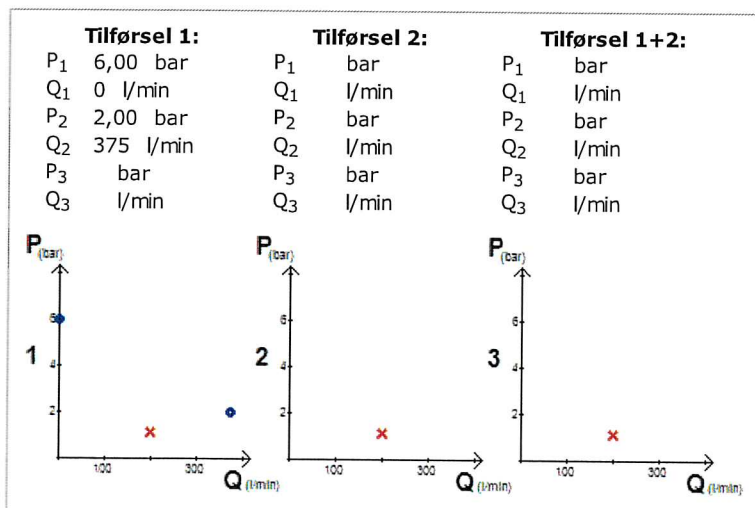 Tilførsel 1: Tilførsel 2: Tilførsel 1+2:
P1 6,00 bar P1 bar P1 bar
Q1 0 l/min Q1 l/min Q1 l/min
P2 2,00 bar P2 bar P2 bar
Q2 375 l/min Q2 l/min Q2 l/min
P3 bar P3 bar P3 bar
Q3 l/min Q3 l/min Q3 l/min
P(bar) P(bar) P(bar)
6 6 6
1 4 2 4 3 4
2 2 2
100 300 100 300 100 300
Q(l/min) Q(l/min) Q(l/min)